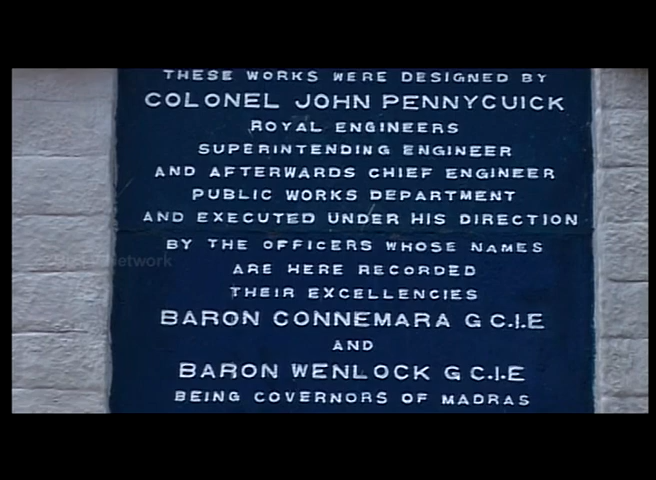 THESE WORKS WERE DESIGNED BY
COLONEL JOHN PENNYCUICK
ROYAL ENGINEERS
SUPERINTENDING ENGINEER
AND AFTERWARDS CHIEF ENGINEER
PUBLIC WORKS DEPARTMENT
AND EXECUTED UNDER HIS DIRECTION
BY THE OFFICERS WHOSE NAMES
ARE HERE RECORDED
Network
THEIR EXCELLENCIES
BARON CONNEMARA G C.I.E
AND
BARON WENLOCK G C.I.E
BEING GOVERNORS OF MADRAS